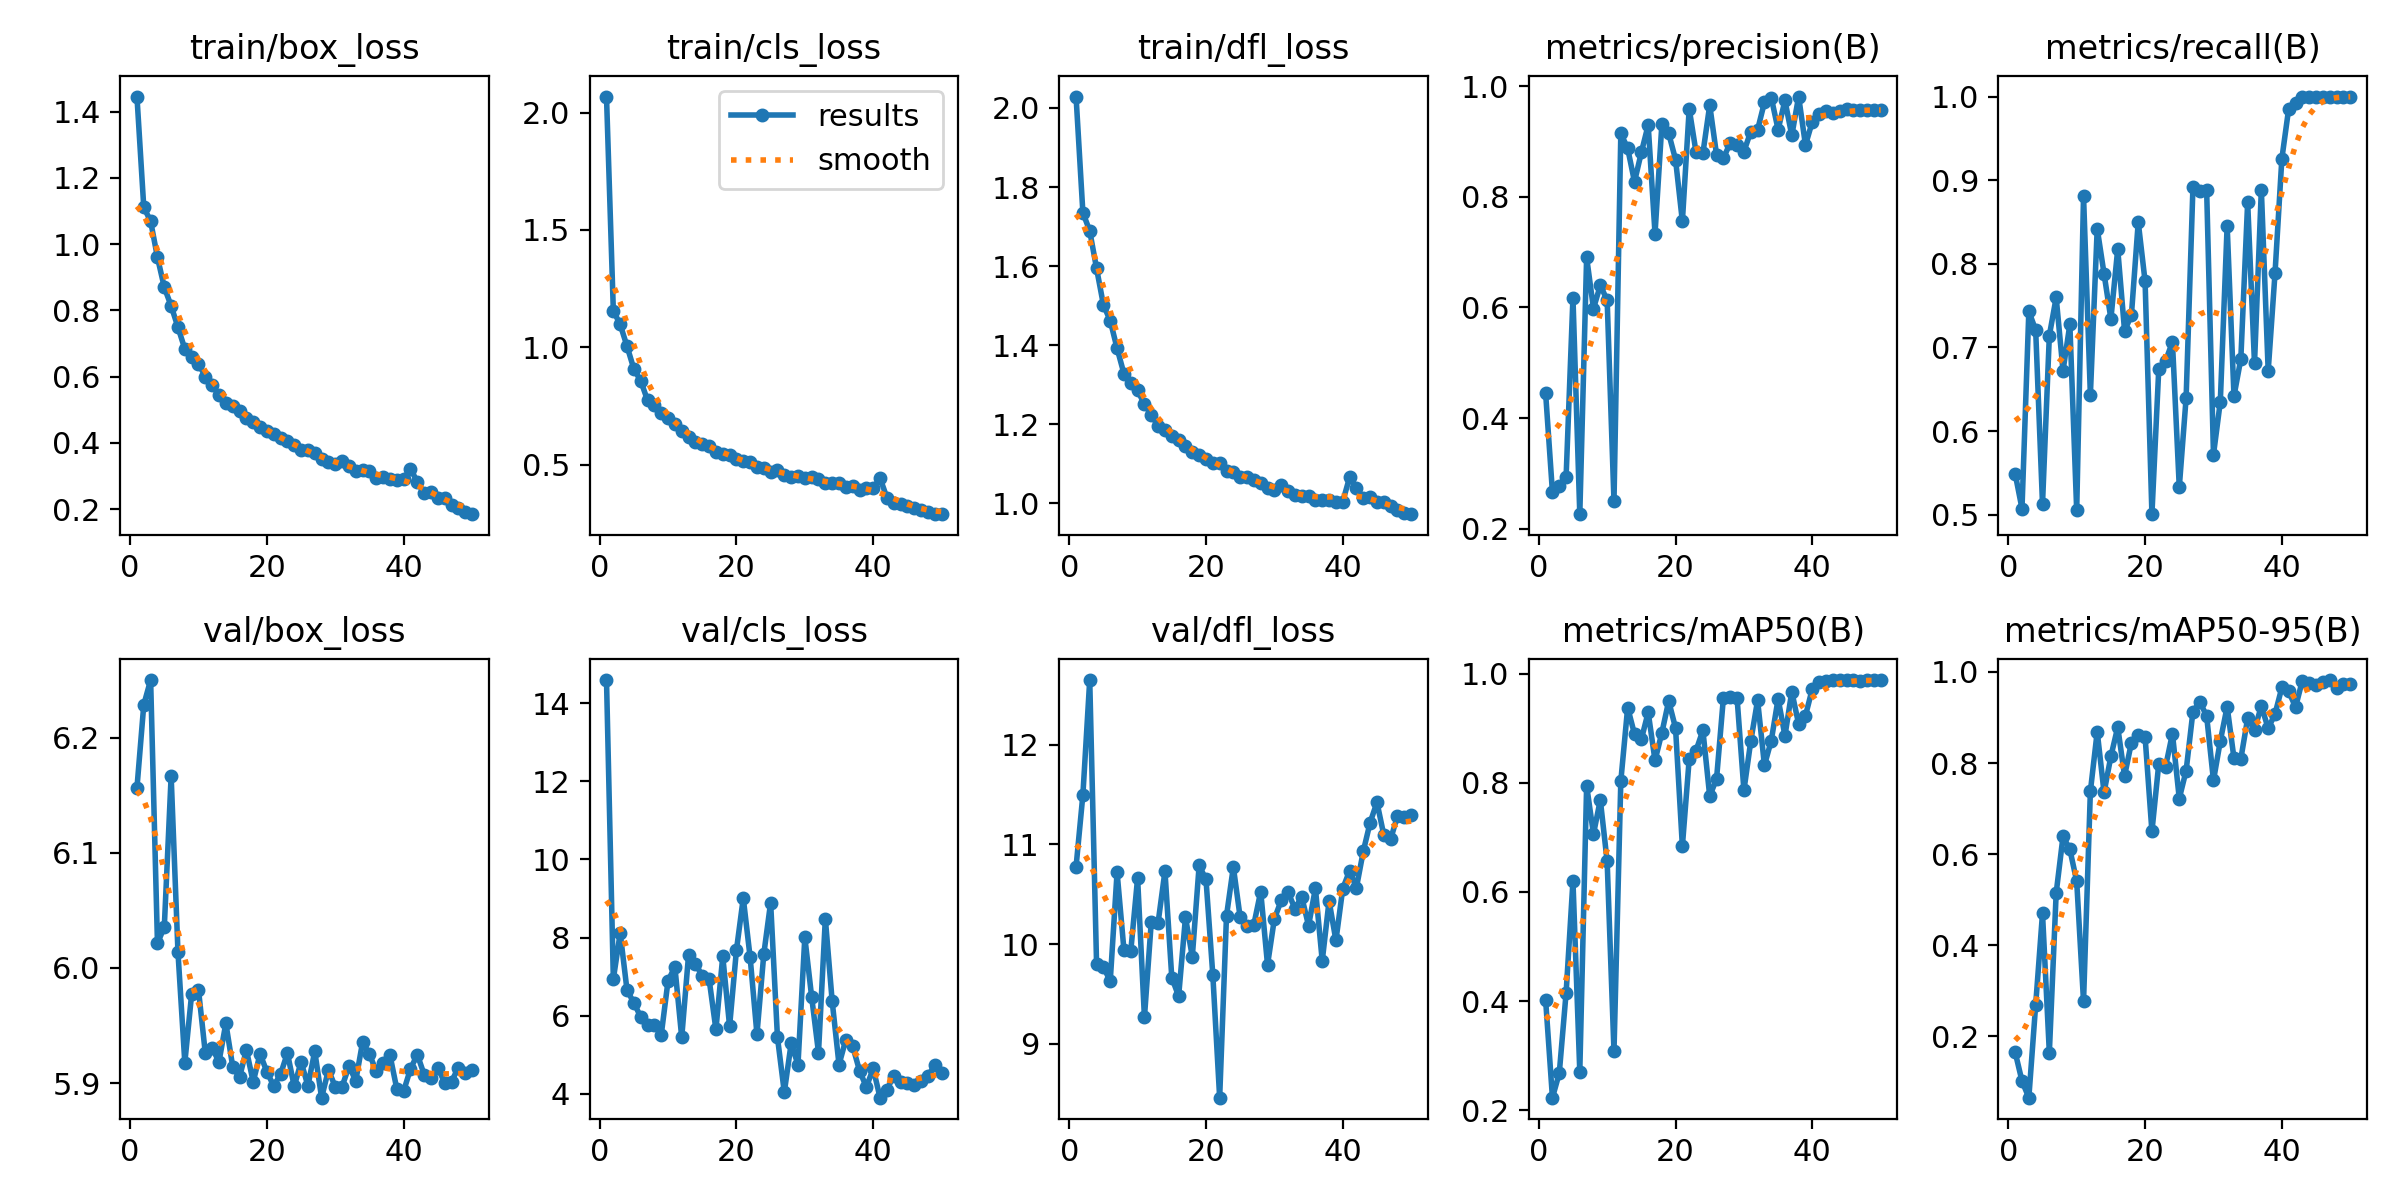 train/box_loss
train/cls_loss
train/dfl_loss
metrics/precision(B)
metrics/recall(B)
1.4
1.2
1.0
0.8
0.6
0.4
0.2
0 20 40
2.0
1.5
1.0
0.5
0 20 40
results
smooth
2.0
1.8
1.6
1.4
1.2
1.0
0 20 40
1.0
0.8
0.6
0.4
0.2
0 20 40
1.0
0.9
0.8
0.7
0.6
0.5
0 20 40
val/box_loss
val/cls_loss
val/dfl_loss
metrics/mAP50(B)
metrics/mAP50-95(B)
6.2
6.1
6.0
5.9
0 20 40
14
12
10
8
6
4
0 20 40
12
11
10
9
0 20 40
1.0
0.8
0.6
0.4
0.2
0 20 40
1.0
0.8
0.6
0.4
0.2
0 20 40